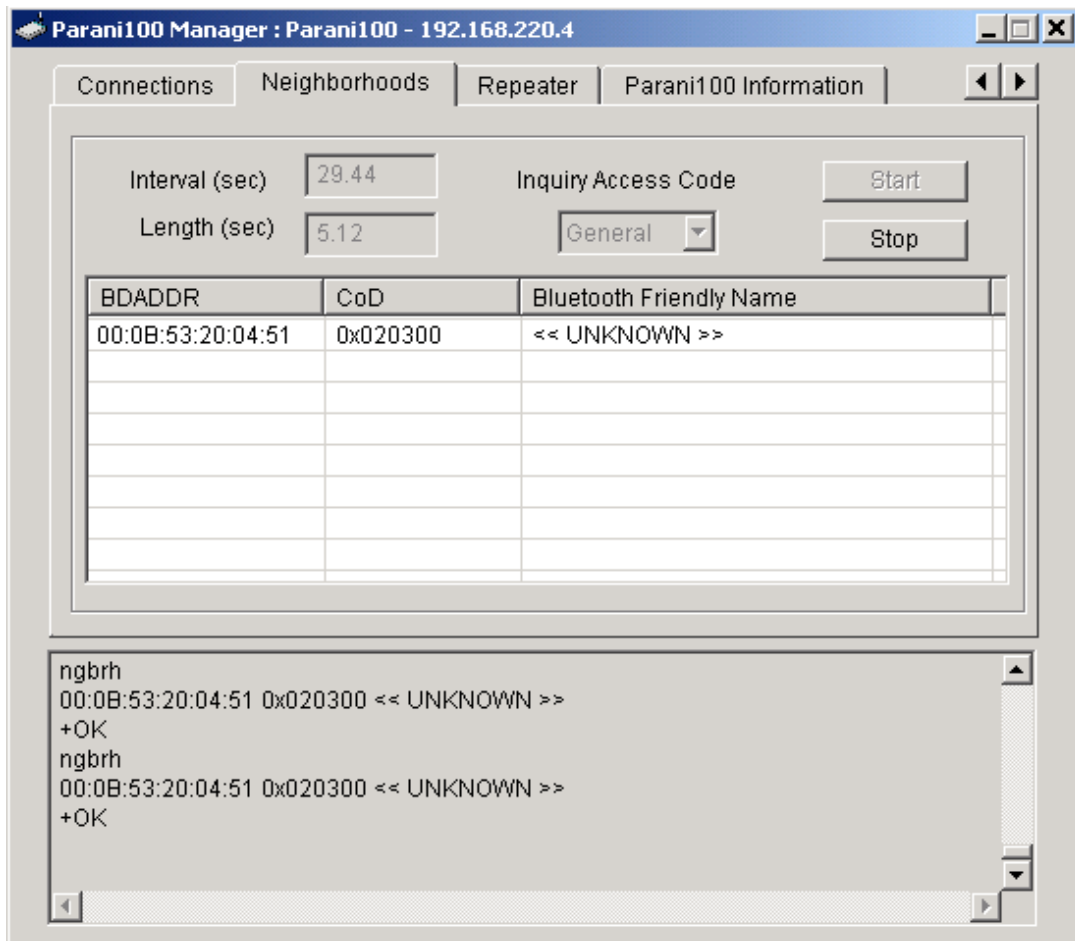 Parani100 Manager : Parani100 - 192.168.220.4
Connections Neighborhoods Repeater Parani100 Information
Interval (sec) 29.44 Inquiry Access Code Start
Length (sec) 5.12 General Stop
BDADDR CoD Bluetooth Friendly Name
00:0B:53:20:04:51 0x020300 << UNKNOWN >>
ngbrh
00:0B:53:20:04:51 0x020300 << UNKNOWN >>
+OK
ngbrh
00:0B:53:20:04:51 0x020300 << UNKNOWN >>
+OK